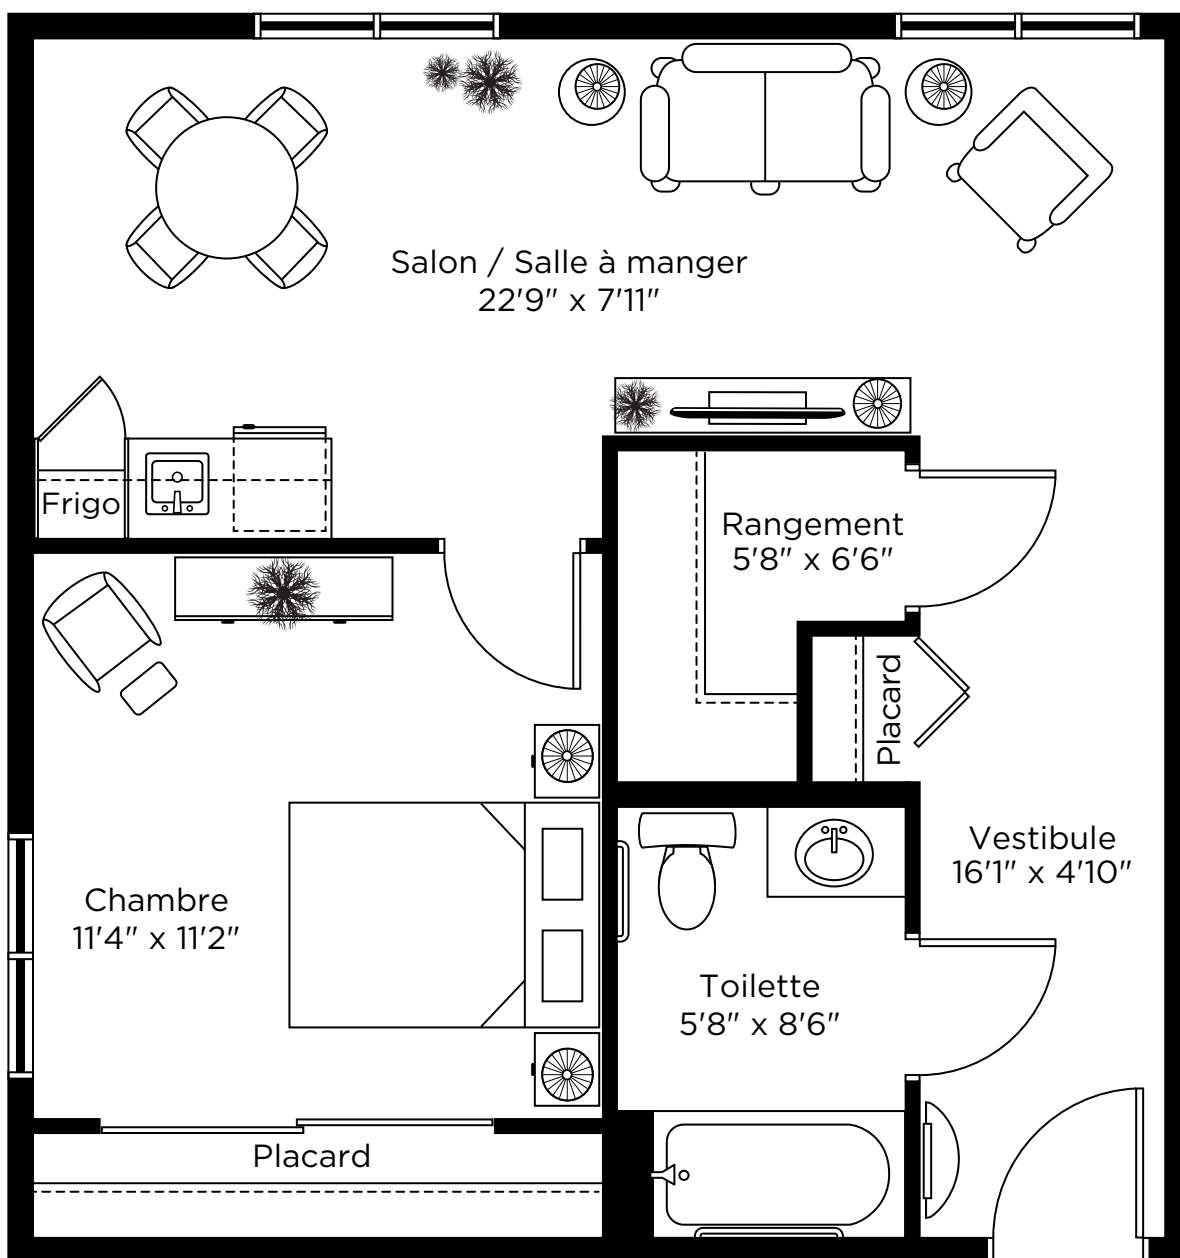 Salon / Salle à manger
22'9" x 7'11"
Frigo
Rangement
5'8" x 6'6"
Placard
Vestibule
16'1" x 4'10"
Chambre
11'4" x 11'2"
Toilette
5'8" x 8'6"
Placard